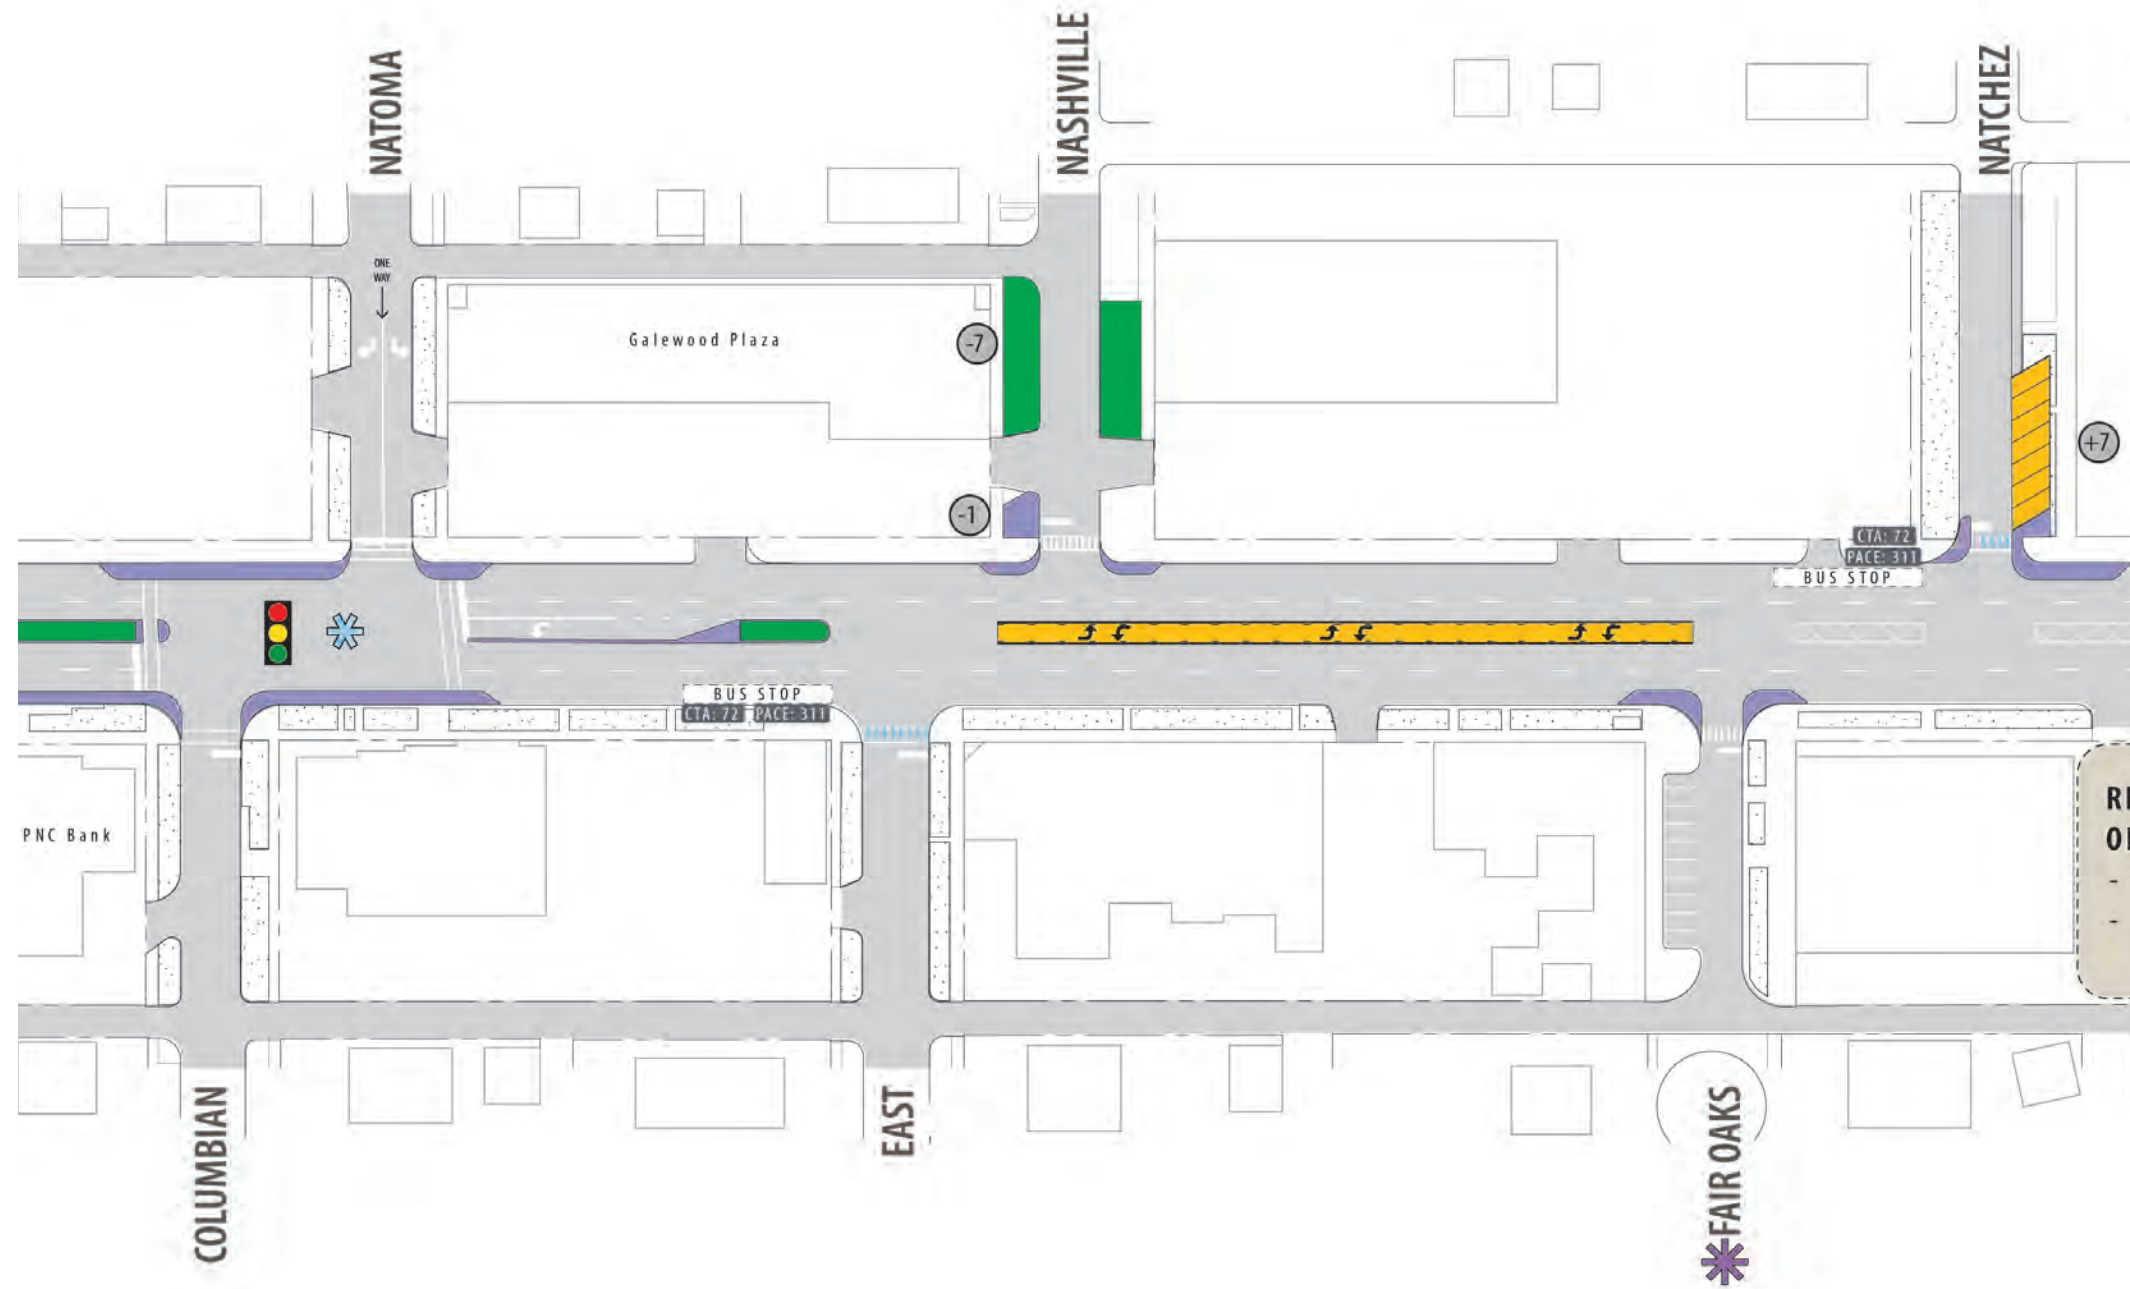 NATOMA
NASHVILLE
NATCHEZ
ONE
WAY
Galewood Plaza
-7
+7
-1
CTA: 72
PACE: 311
BUS STOP
BUS STOP
CTA: 72 PACE: 311
PNC Bank
-
-
COLUMBIAN
EAST
FAIR OAKS